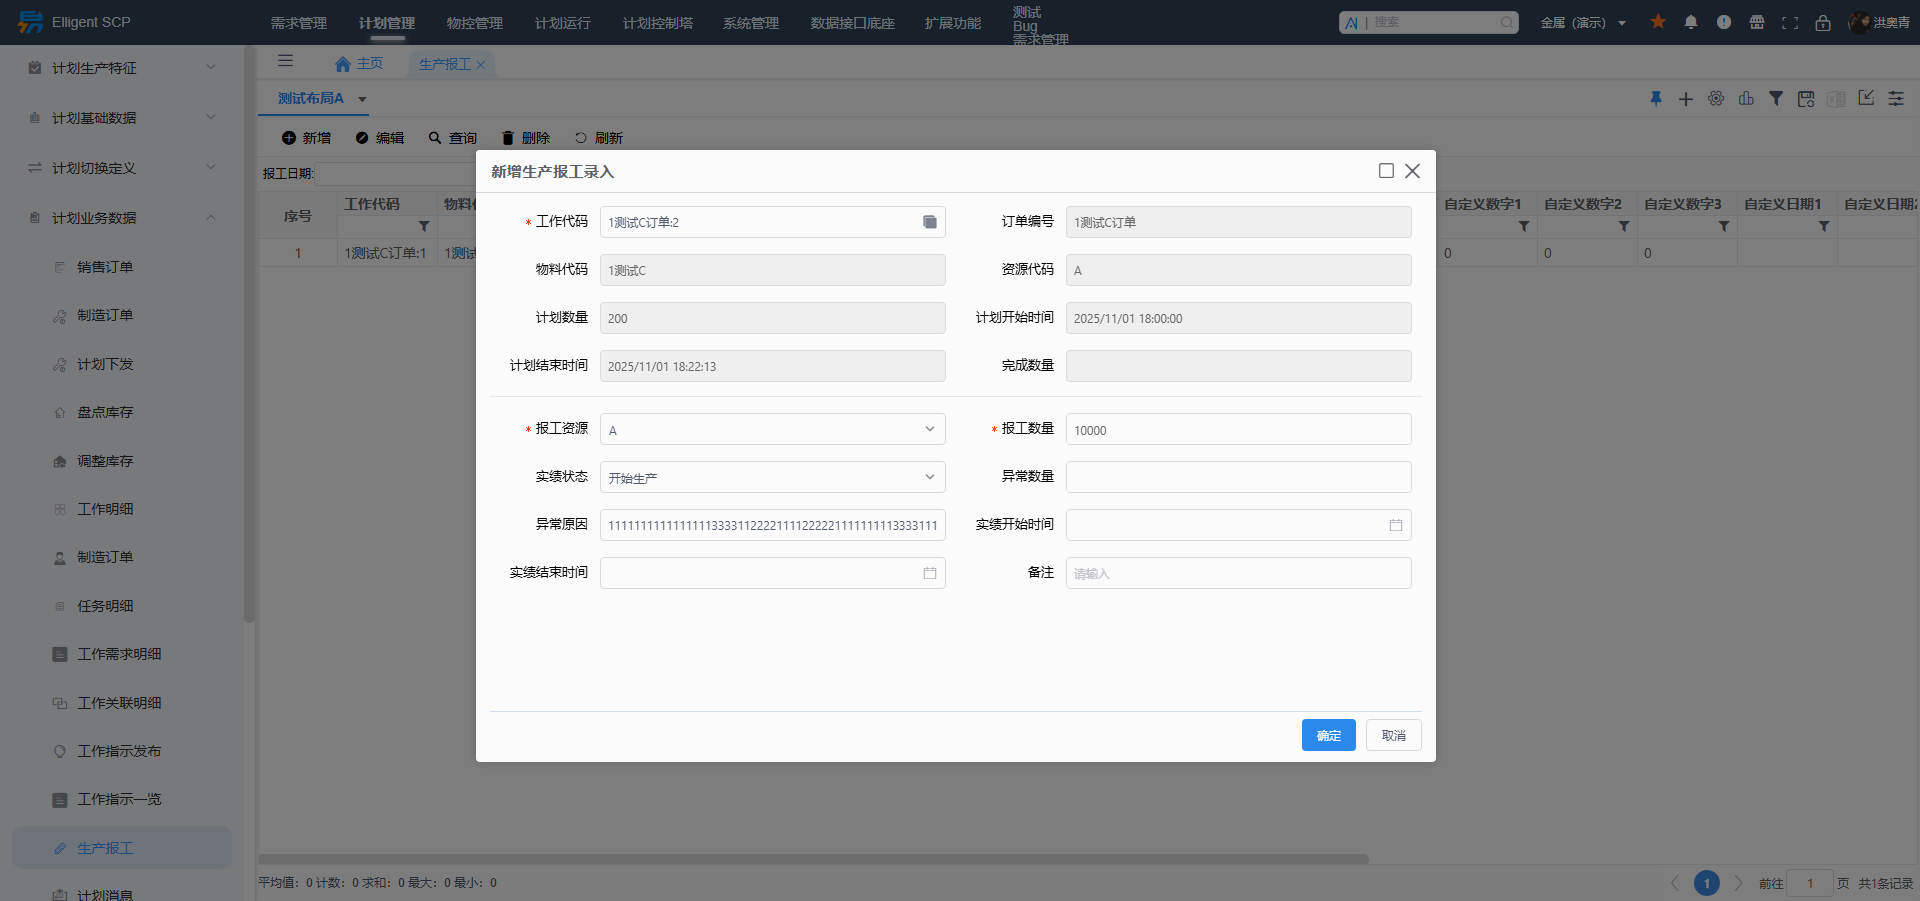 Elligent SCP
需求管理
计划管理
物控管理
计划运行
计划控制塔
系统管理
数据接口底座
扩展功能
测试
Bug
需求管理
AI | 搜索
金属（演示）
洪奥青
计划生产特征
计划基础数据
计划切换定义
计划业务数据
销售订单
制造订单
计划下发
盘点库存
调整库存
工作明细
制造订单
任务明细
工作需求明细
工作关联明细
工作指示发布
工作指示一览
生产报工
计划消息
主页
生产报工
测试布局A
新增
编辑
查询
删除
刷新
报工日期:
序号
工作代码
自定义数字1
自定义数字2
自定义数字3
自定义日期1
1
1测试C订单:1
0
0
0
新增生产报工录入
* 工作代码 1测试C订单:2
订单编号 1测试C订单
物料代码 1测试C
资源代码 A
计划数量 200
计划开始时间 2025/11/01 18:00:00
计划结束时间 2025/11/01 18:22:13
完成数量
* 报工资源 A
* 报工数量 10000
实绩状态 开始生产
异常数量
异常原因
实绩开始时间
实绩结束时间
备注 请输入
确定
取消
平均值: 0 计数: 0 求和: 0 最大: 0 最小: 0
1
前往 1 页 共1条记录